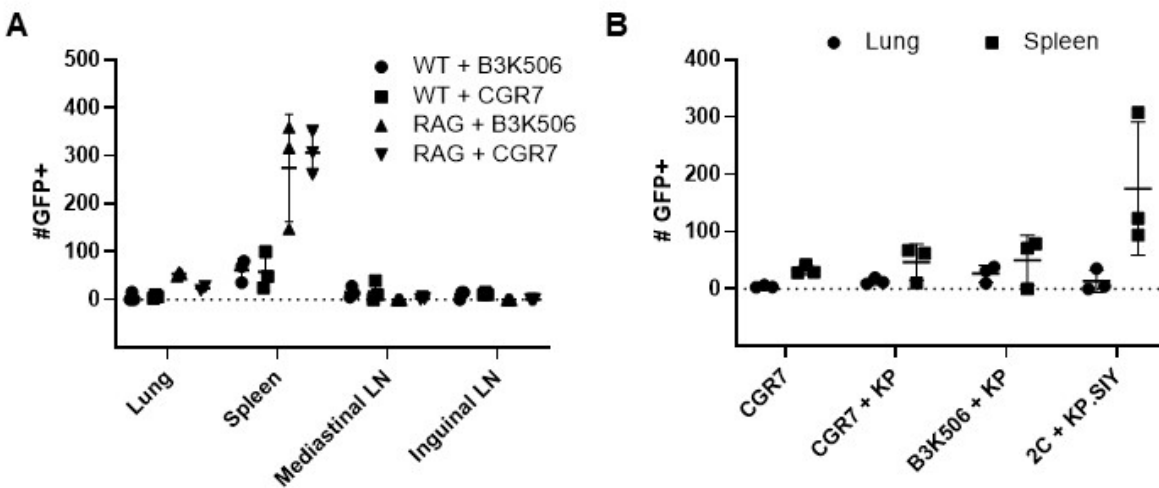 A
#GFP+
500
400
300
200
100
0
WT + B3K506
WT + CGR7
RAG + B3K506
RAG + CGR7
Lung
Spleen
Mediastinal LN
Inguinal LN
B
# GFP+
400
300
200
100
0
Lung
Spleen
CGR7
CGR7 + KP
B3K506 + KP
2C + KP.SIY